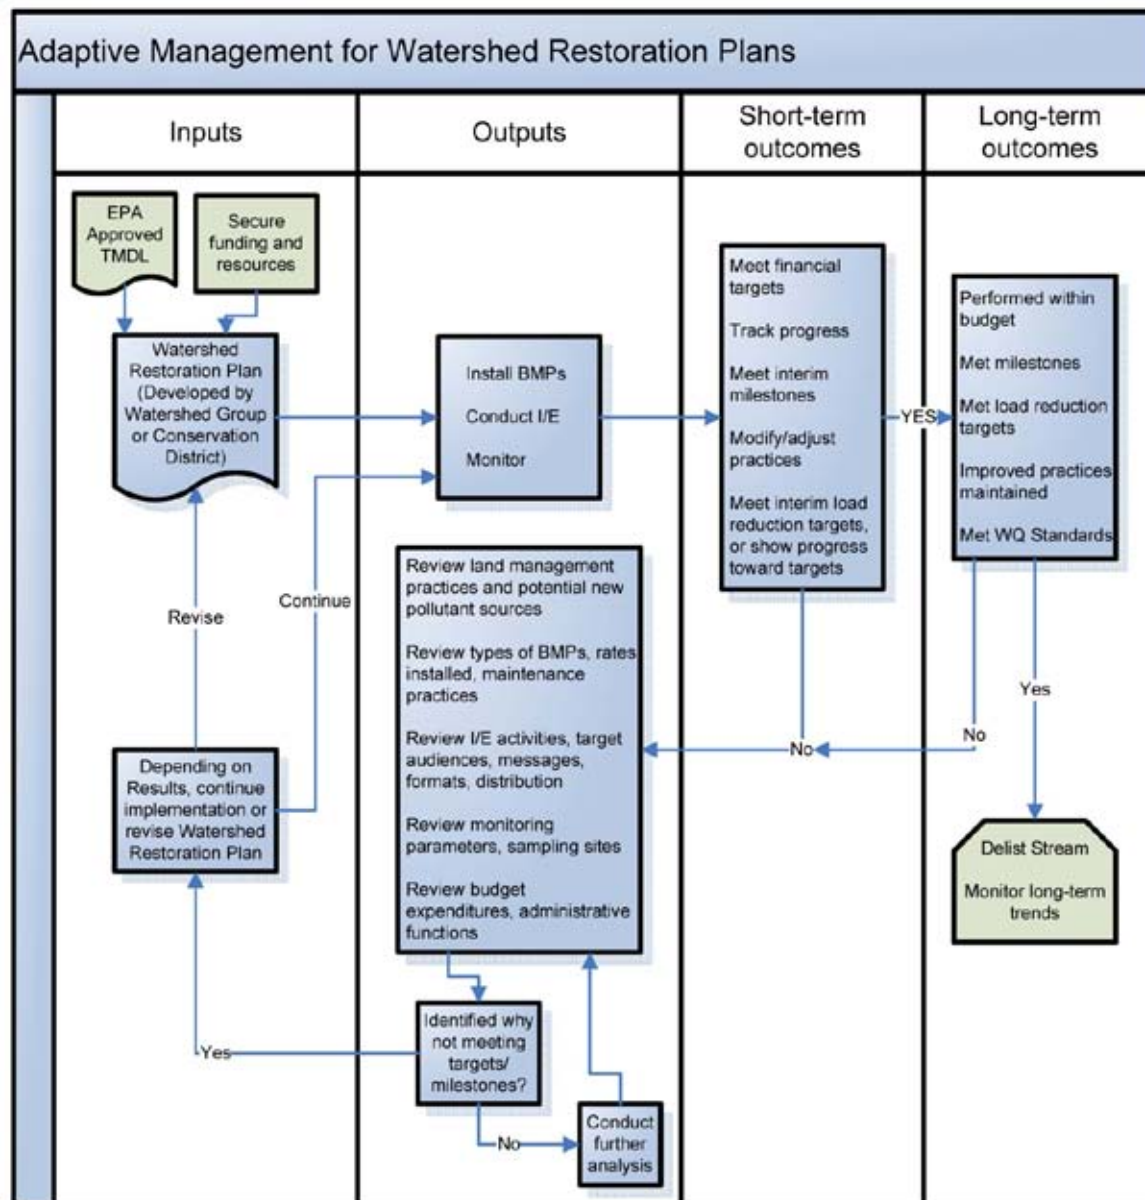 Adaptive Management for Watershed Restoration Plans
Inputs
Outputs
Short-term
outcomes
Long-term
outcomes
EPA
Approved
TMDL
Secure
funding and
resources
Watershed
Restoration Plan
(Developed by
Watershed Group
or Conservation
District)
Install BMPs
Conduct I/E
Monitor
Meet financial
targets
Track progress
Meet interim
milestones
Modify/adjust
practices
Meet interim load
reduction targets,
or show progress
toward targets
YES
Performed within
budget
Met milestones
Met load reduction
targets
Improved practices
maintained
Met WQ Standards
Revise
Continue
Review land management
practices and potential new
pollutant sources
Review types of BMPs, rates
installed, maintenance
practices
Review I/E activities, target
audiences, messages,
formats, distribution
Review monitoring
parameters, sampling sites
Review budget
expenditures, administrative
functions
No
No
Yes
Depending on
Results, continue
implementation or
revise Watershed
Restoration Plan
Delist Stream
Monitor long-term
trends
Identified why
not meeting
targets/
milestones?
Yes
No
Conduct
further
analysis